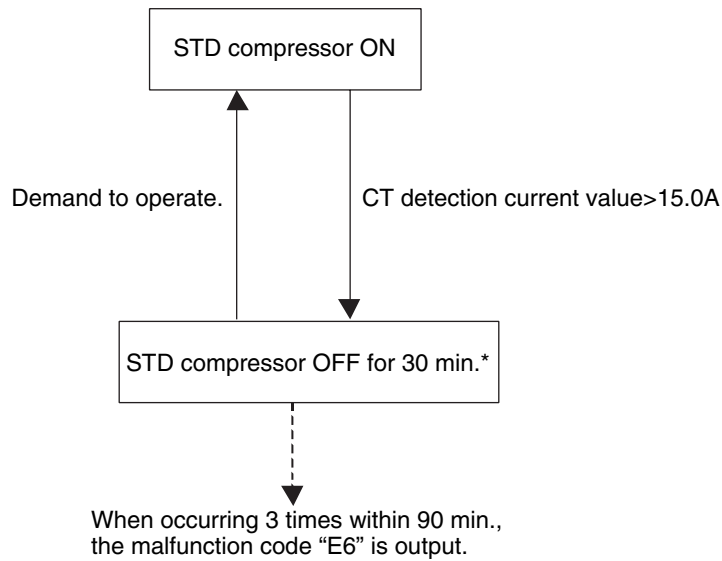 STD compressor ON
Demand to operate.
CT detection current value>15.0A
STD compressor OFF for 30 min.*
When occurring 3 times within 90 min.,
the malfunction code “E6” is output.